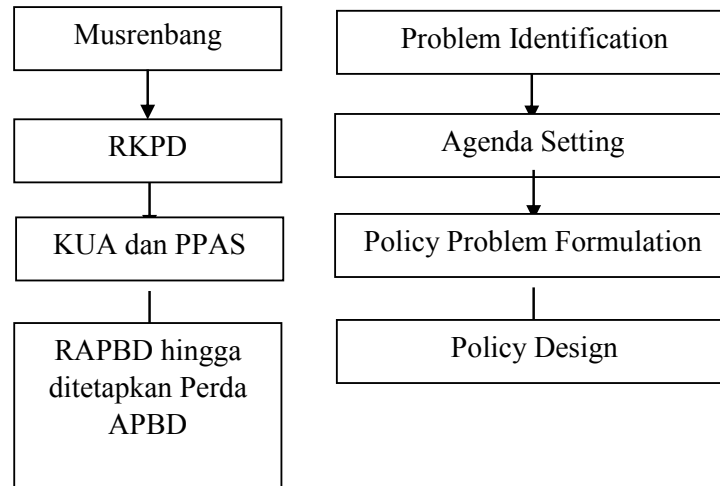 Musrenbang
RKPD
KUA dan PPAS
RAPBD hingga
ditetapkan Perda
APBD
Problem Identification
Agenda Setting
Policy Problem Formulation
Policy Design